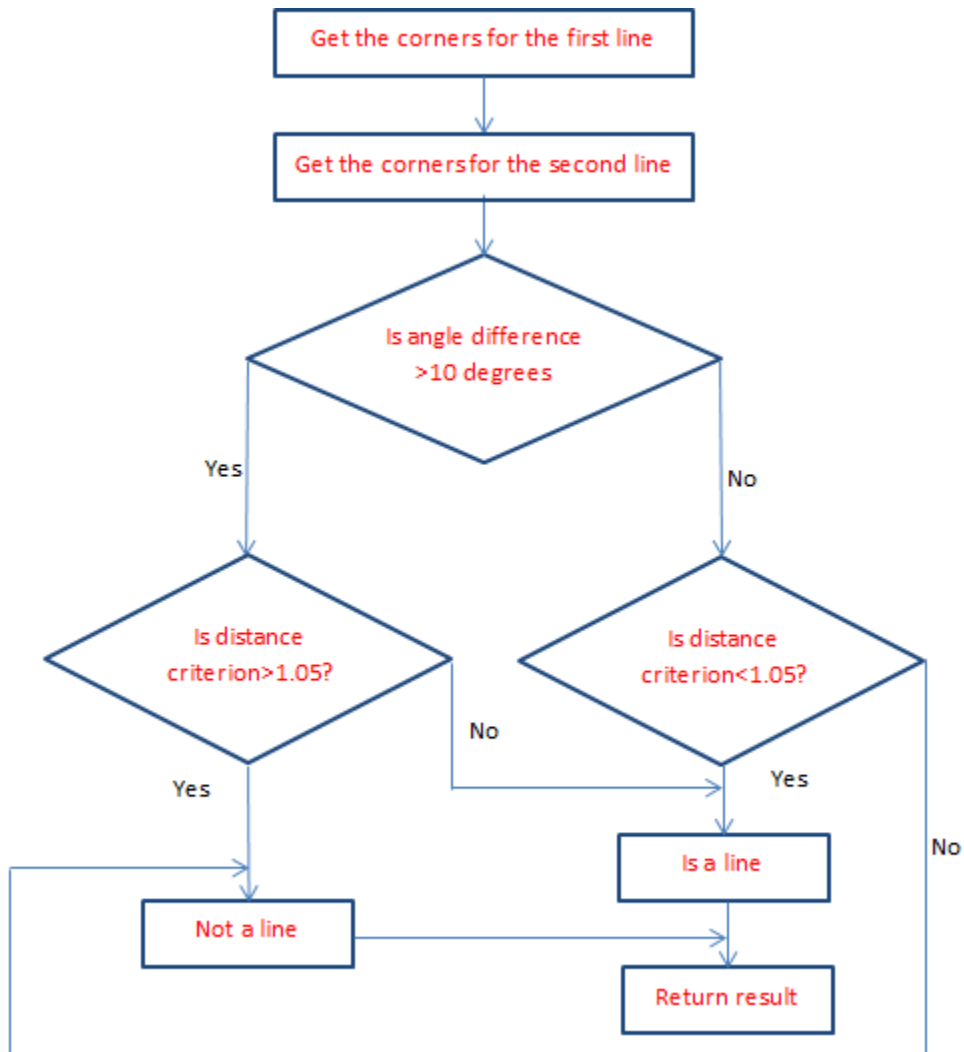 Get the corners for the first line
Get the corners for the second line
Is angle difference
>10 degrees
Yes
No
Is distance
criterion>1.05?
Is distance
criterion<1.05?
No
Yes
Yes
No
Is a line
Not a line
Return result